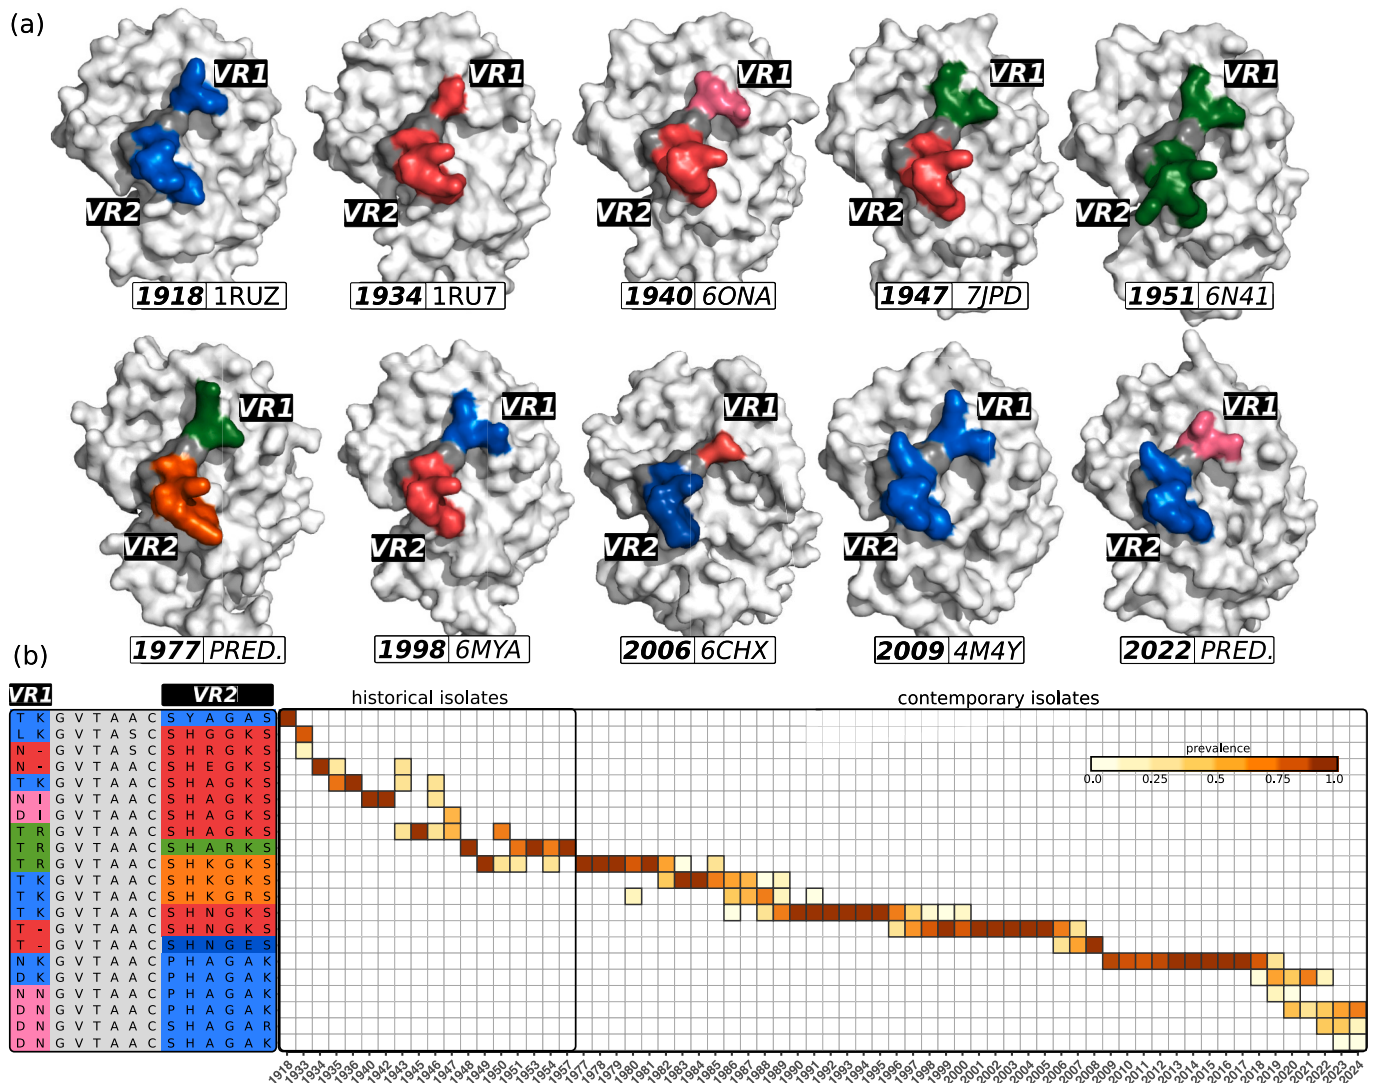 (a)
VR1
VR2
1918 1RUZ
VR1
VR2
1934 1RU7
VR1
VR2
1940 6ONA
VR1
VR2
1947 7JPD
VR1
VR2
1951 6N41
VR1
VR2
1977 PRED.
VR1
VR2
1998 6MYA
VR1
VR2
2006 6CHX
VR1
VR2
2009 4M4Y
VR1
VR2
2022 PRED.
(b)
VR1 VR2
historical isolates
contemporary isolates
T K G V T A A C S Y A G A S
L K G V T A S C S H G G K S
N - G V T A S C S H R G K S
N - G V T A A C S H E G K S
T K G V T A A C S H A G K S
N I G V T A A C S H A G K S
D I G V T A A C S H A G K S
T R G V T A A C S H A G K S
T R G V T A A C S H A R K S
T R G V T A A C S H K G K S
T K G V T A A C S H K G K S
T K G V T A A C S H K G R S
T K G V T A A C S H N G K S
T - G V T A A C S H N G K S
T - G V T A A C S H N G E S
N K G V T A A C P H A G A K
D K G V T A A C P H A G A K
N N G V T A A C P H A G A K
D N G V T A A C P H A G A K
D N G V T A A C S H A G A R
D N G V T A A C S H A G A K
prevalence
0.0 0.25 0.5 0.75 1.0
1918 1933 1934 1935 1936 1940 1942 1943 1945 1946 1947 1948 1949 1950 1951 1953 1954 1957 1977 1978 1979 1980 1981 1982 1983 1984 1985 1986 1987 1988 1989 1990 1991 1992 1993 1994 1995 1996 1997 1998 1999 2000 2001 2002 2003 2004 2005 2006 2007 2008 2009 2010 2011 2012 2013 2014 2015 2016 2017 2018 2019 2020 2021 2022 2023 2024